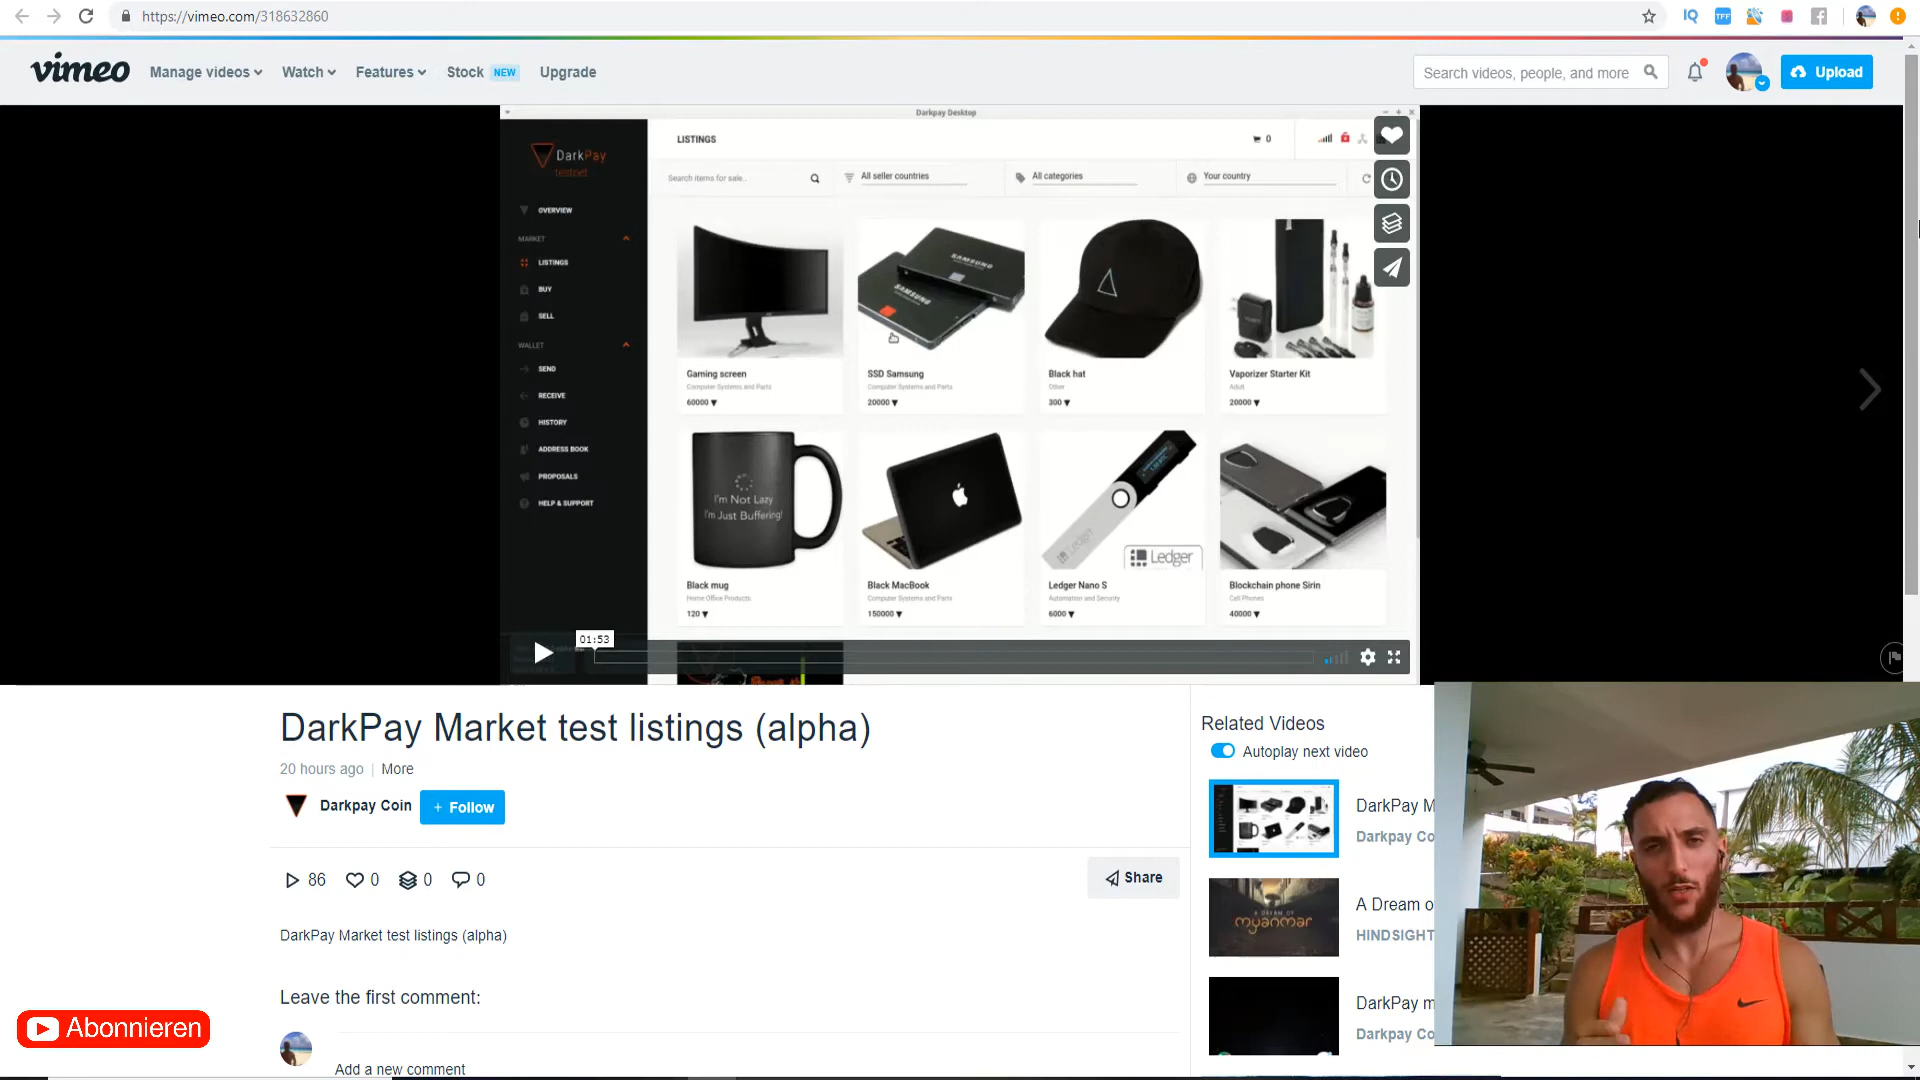 https://vimeo.com/318632860
IQ
TFF
vimeo
Manage videos
Watch
Features
Stock NEW
Upgrade
Search videos, people, and more
Upload
Darkpay Desktop
DarkPay
testnet
LISTINGS
0
Search items for sale..
All seller countries
All categories
Your country
OVERVIEW
MARKET
LISTINGS
BUY
SELL
WALLET
SEND
RECEIVE
HISTORY
ADDRESS BOOK
PROPOSALS
HELP & SUPPORT
SAMSUNG
SAMSUNG
Gaming screen
Computer Systems and Parts
60000
SSD Samsung
Computer Systems and Parts
20000
Black hat
Other
300
Vaporizer Starter Kit
Adult
20000
I'm Not Lazy
I'm Just Buffering!
Ledger
Ledger
Black mug
Home Office Products
120
Black MacBook
Computer Systems and Parts
150000
Ledger Nano S
Automation and Security
6000
Blockchain phone Sirin
Cell Phones
40000
01:53
DarkPay Market test listings (alpha)
20 hours ago | More
Darkpay Coin
+ Follow
86
0
0
0
Share
DarkPay Market test listings (alpha)
Leave the first comment:
Add a new comment
Abonnieren
Related Videos
Autoplay next video
DarkPay M
Darkpay Co
A DREAM OF
myanmar
A Dream o
HINDSIGHT
DarkPay m
Darkpay Co